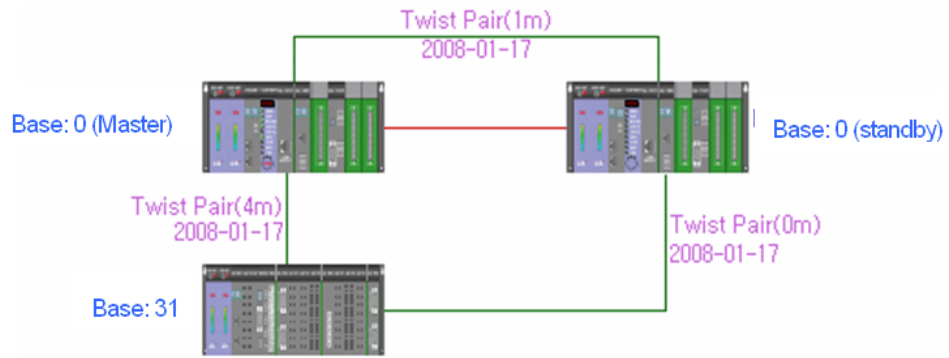 Twist Pair(1m)
2008-01-17
Base: 0 (Master)
Base: 0 (standby)
Twist Pair(4m)
2008-01-17
Twist Pair(0m)
2008-01-17
Base: 31